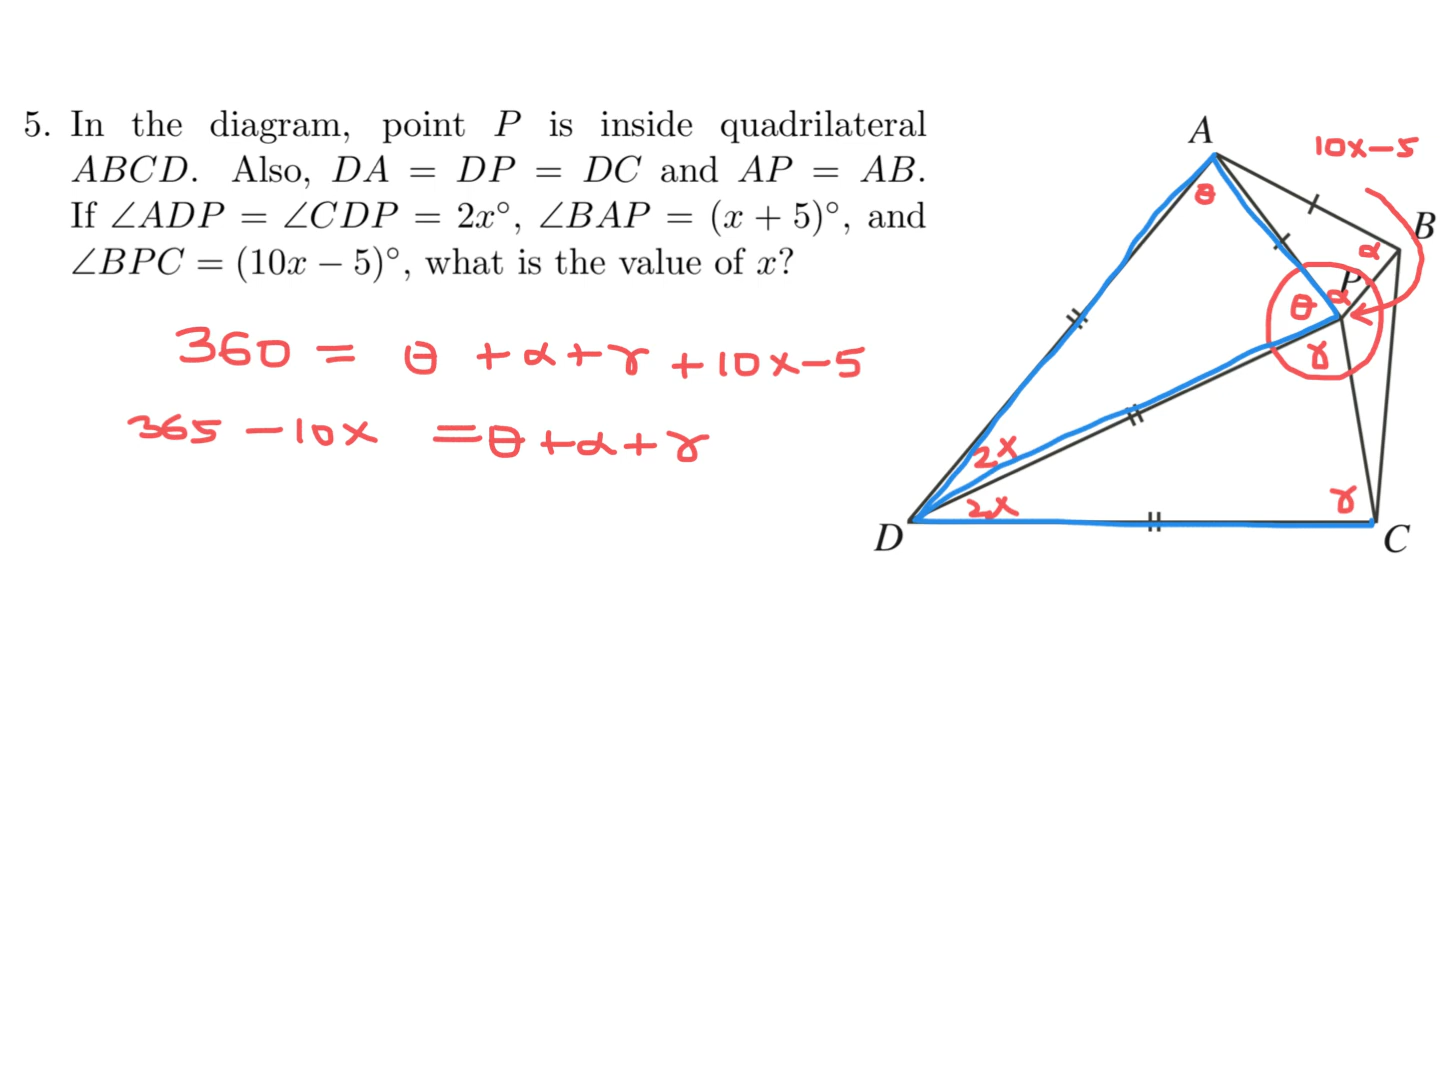 5. In the diagram, point P is inside quadrilateral
ABCD. Also, DA = DP = DC and AP = AB.
If ∠ADP = ∠CDP = 2x°, ∠BAP = (x + 5)°, and
∠BPC = (10x − 5)°, what is the value of x?
360 = θ + α + γ + 10x − 5
365 − 10x = θ + α + γ
A
10x − 5
θ
B
α
P
θ α
γ
2x
2x
γ
D
C